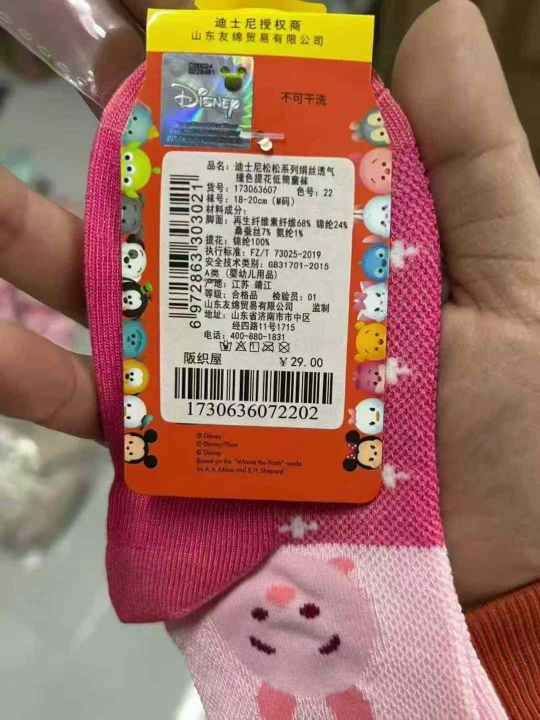 迪士尼授权商
山东友绵贸易有限公司
Disney
不可干洗
品名：迪士尼松松系列绢丝透气
撞色提花低筒童袜
货号：173063607 色号：22
袜号：18-20cm（M码）
材料成分：
脚面：再生纤维素纤维68% 锦纶24%
桑蚕丝7% 氨纶1%
提花：锦纶100%
执行标准：FZ/T 73025-2019
安全技术类别：GB31701-2015
A类（婴幼儿用品）
产地：江苏 靖江
等级：合格品 检验员：01
山东友绵贸易有限公司 监制
地址：山东省济南市市中区
经四路11号1715
电话：400-880-1831
6972863303221
阪织屋 ￥29.00
1730636072202
© Disney
© Disney/Pixar
© Disney
Based on the "Winnie the Pooh" works
by A.A. Milne and E.H. Shepard